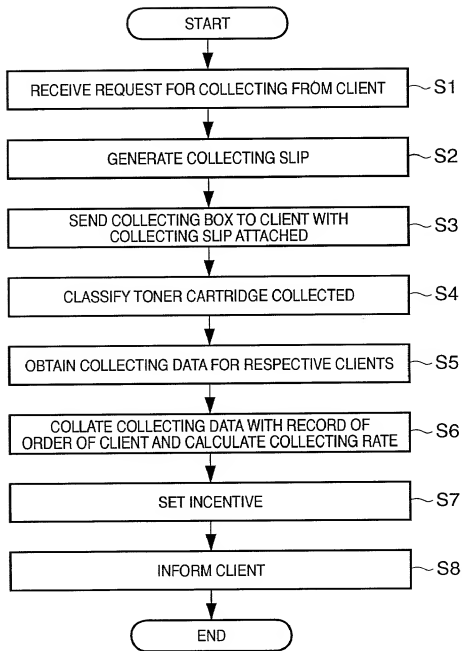 START
RECEIVE REQUEST FOR COLLECTING FROM CLIENT
S1
GENERATE COLLECTING SLIP
S2
SEND COLLECTING BOX TO CLIENT WITH
COLLECTING SLIP ATTACHED
S3
CLASSIFY TONER CARTRIDGE COLLECTED
S4
OBTAIN COLLECTING DATA FOR RESPECTIVE CLIENTS
S5
COLLATE COLLECTING DATA WITH RECORD OF
ORDER OF CLIENT AND CALCULATE COLLECTING RATE
S6
SET INCENTIVE
S7
INFORM CLIENT
S8
END